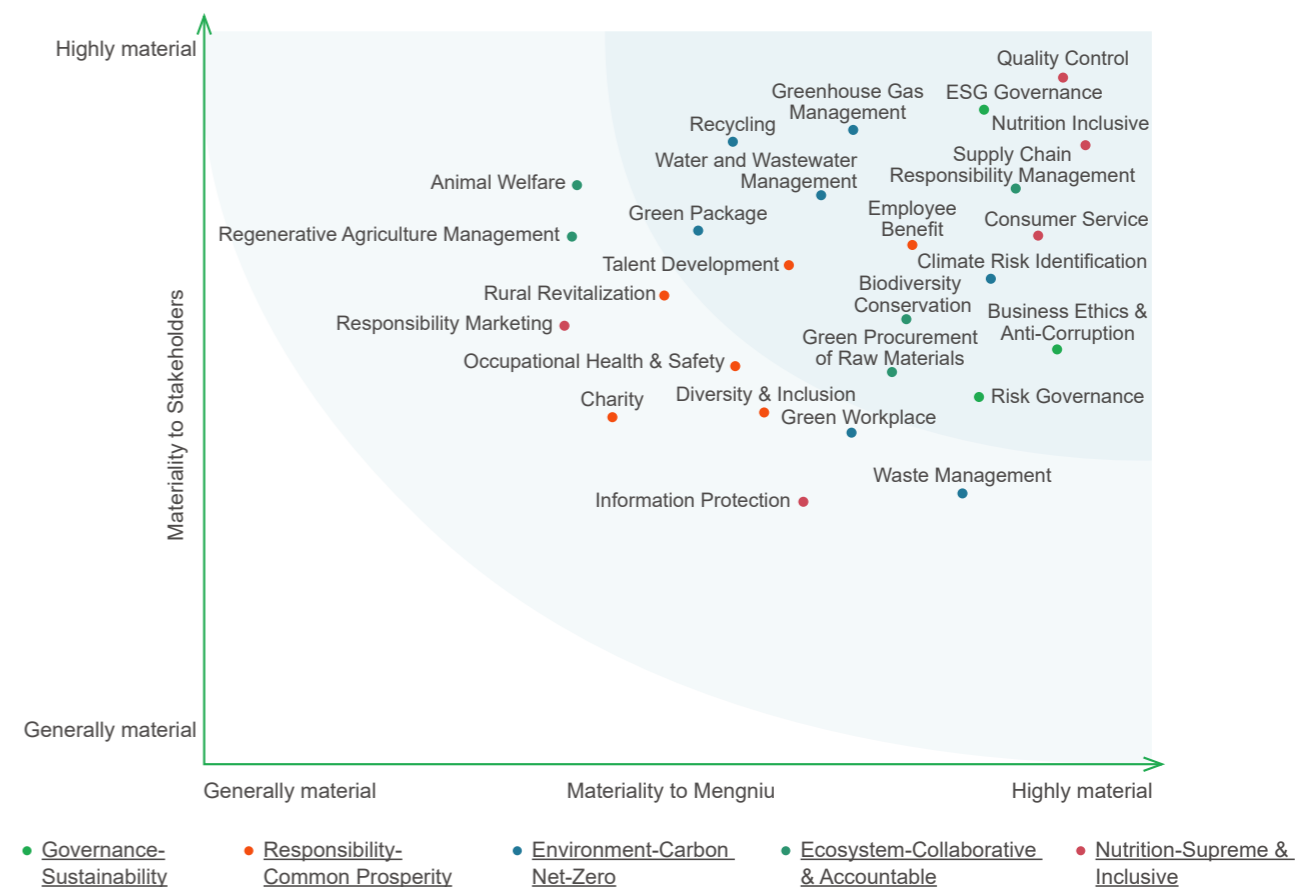 Highly material
Quality Control
Greenhouse Gas
Management
ESG Governance
Recycling
Nutrition Inclusive
Water and Wastewater
Management
Supply Chain
Responsibility Management
Animal Welfare
Green Package
Employee
Benefit
Consumer Service
Regenerative Agriculture Management
Talent Development
Climate Risk Identification
Rural Revitalization
Biodiversity
Conservation
Responsibility Marketing
Business Ethics &
Anti-Corruption
Green Procurement
of Raw Materials
Occupational Health & Safety
Charity
Diversity & Inclusion
Risk Governance
Green Workplace
Waste Management
Information Protection
Materiality to Stakeholders
Generally material
Generally material
Materiality to Mengniu
Highly material
Governance-
Sustainability
Responsibility-
Common Prosperity
Environment-Carbon
Net-Zero
Ecosystem-Collaborative
& Accountable
Nutrition-Supreme &
Inclusive